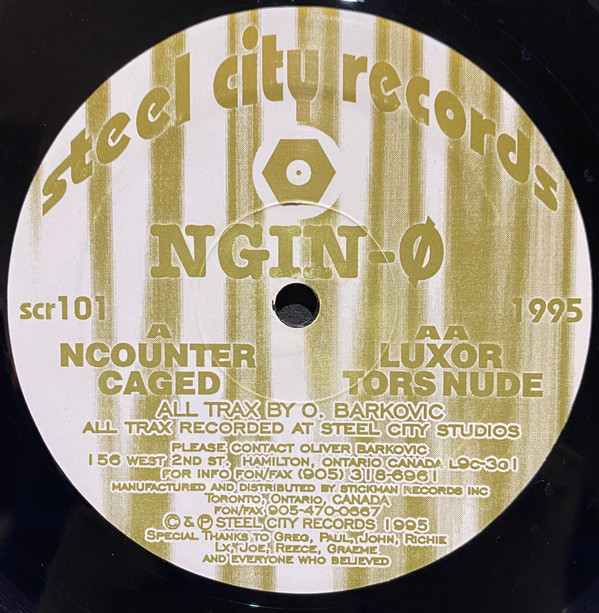 steel city records
NGIN-Ø
scr101
1995
A
NCOUNTER
CAGED
AA
LUXOR
TORS NUDE
ALL TRAX BY O. BARKOVIC
ALL TRAX RECORDED AT STEEL CITY STUDIOS
PLEASE CONTACT OLIVER BARKOVIC
156 WEST 2ND ST., HAMILTON, ONTARIO CANADA L9C-3G1
FOR INFO FON/FAX (905) 318-6961
MANUFACTURED AND DISTRIBUTED BY STICKMAN RECORDS INC
TORONTO, ONTARIO, CANADA
FON/FAX 905-470-0667
© & ℗ STEEL CITY RECORDS 1995
SPECIAL THANKS TO GREG, PAUL, JOHN, RICHIE
LX, JOE, REECE, GRAEME
AND EVERYONE WHO BELIEVED